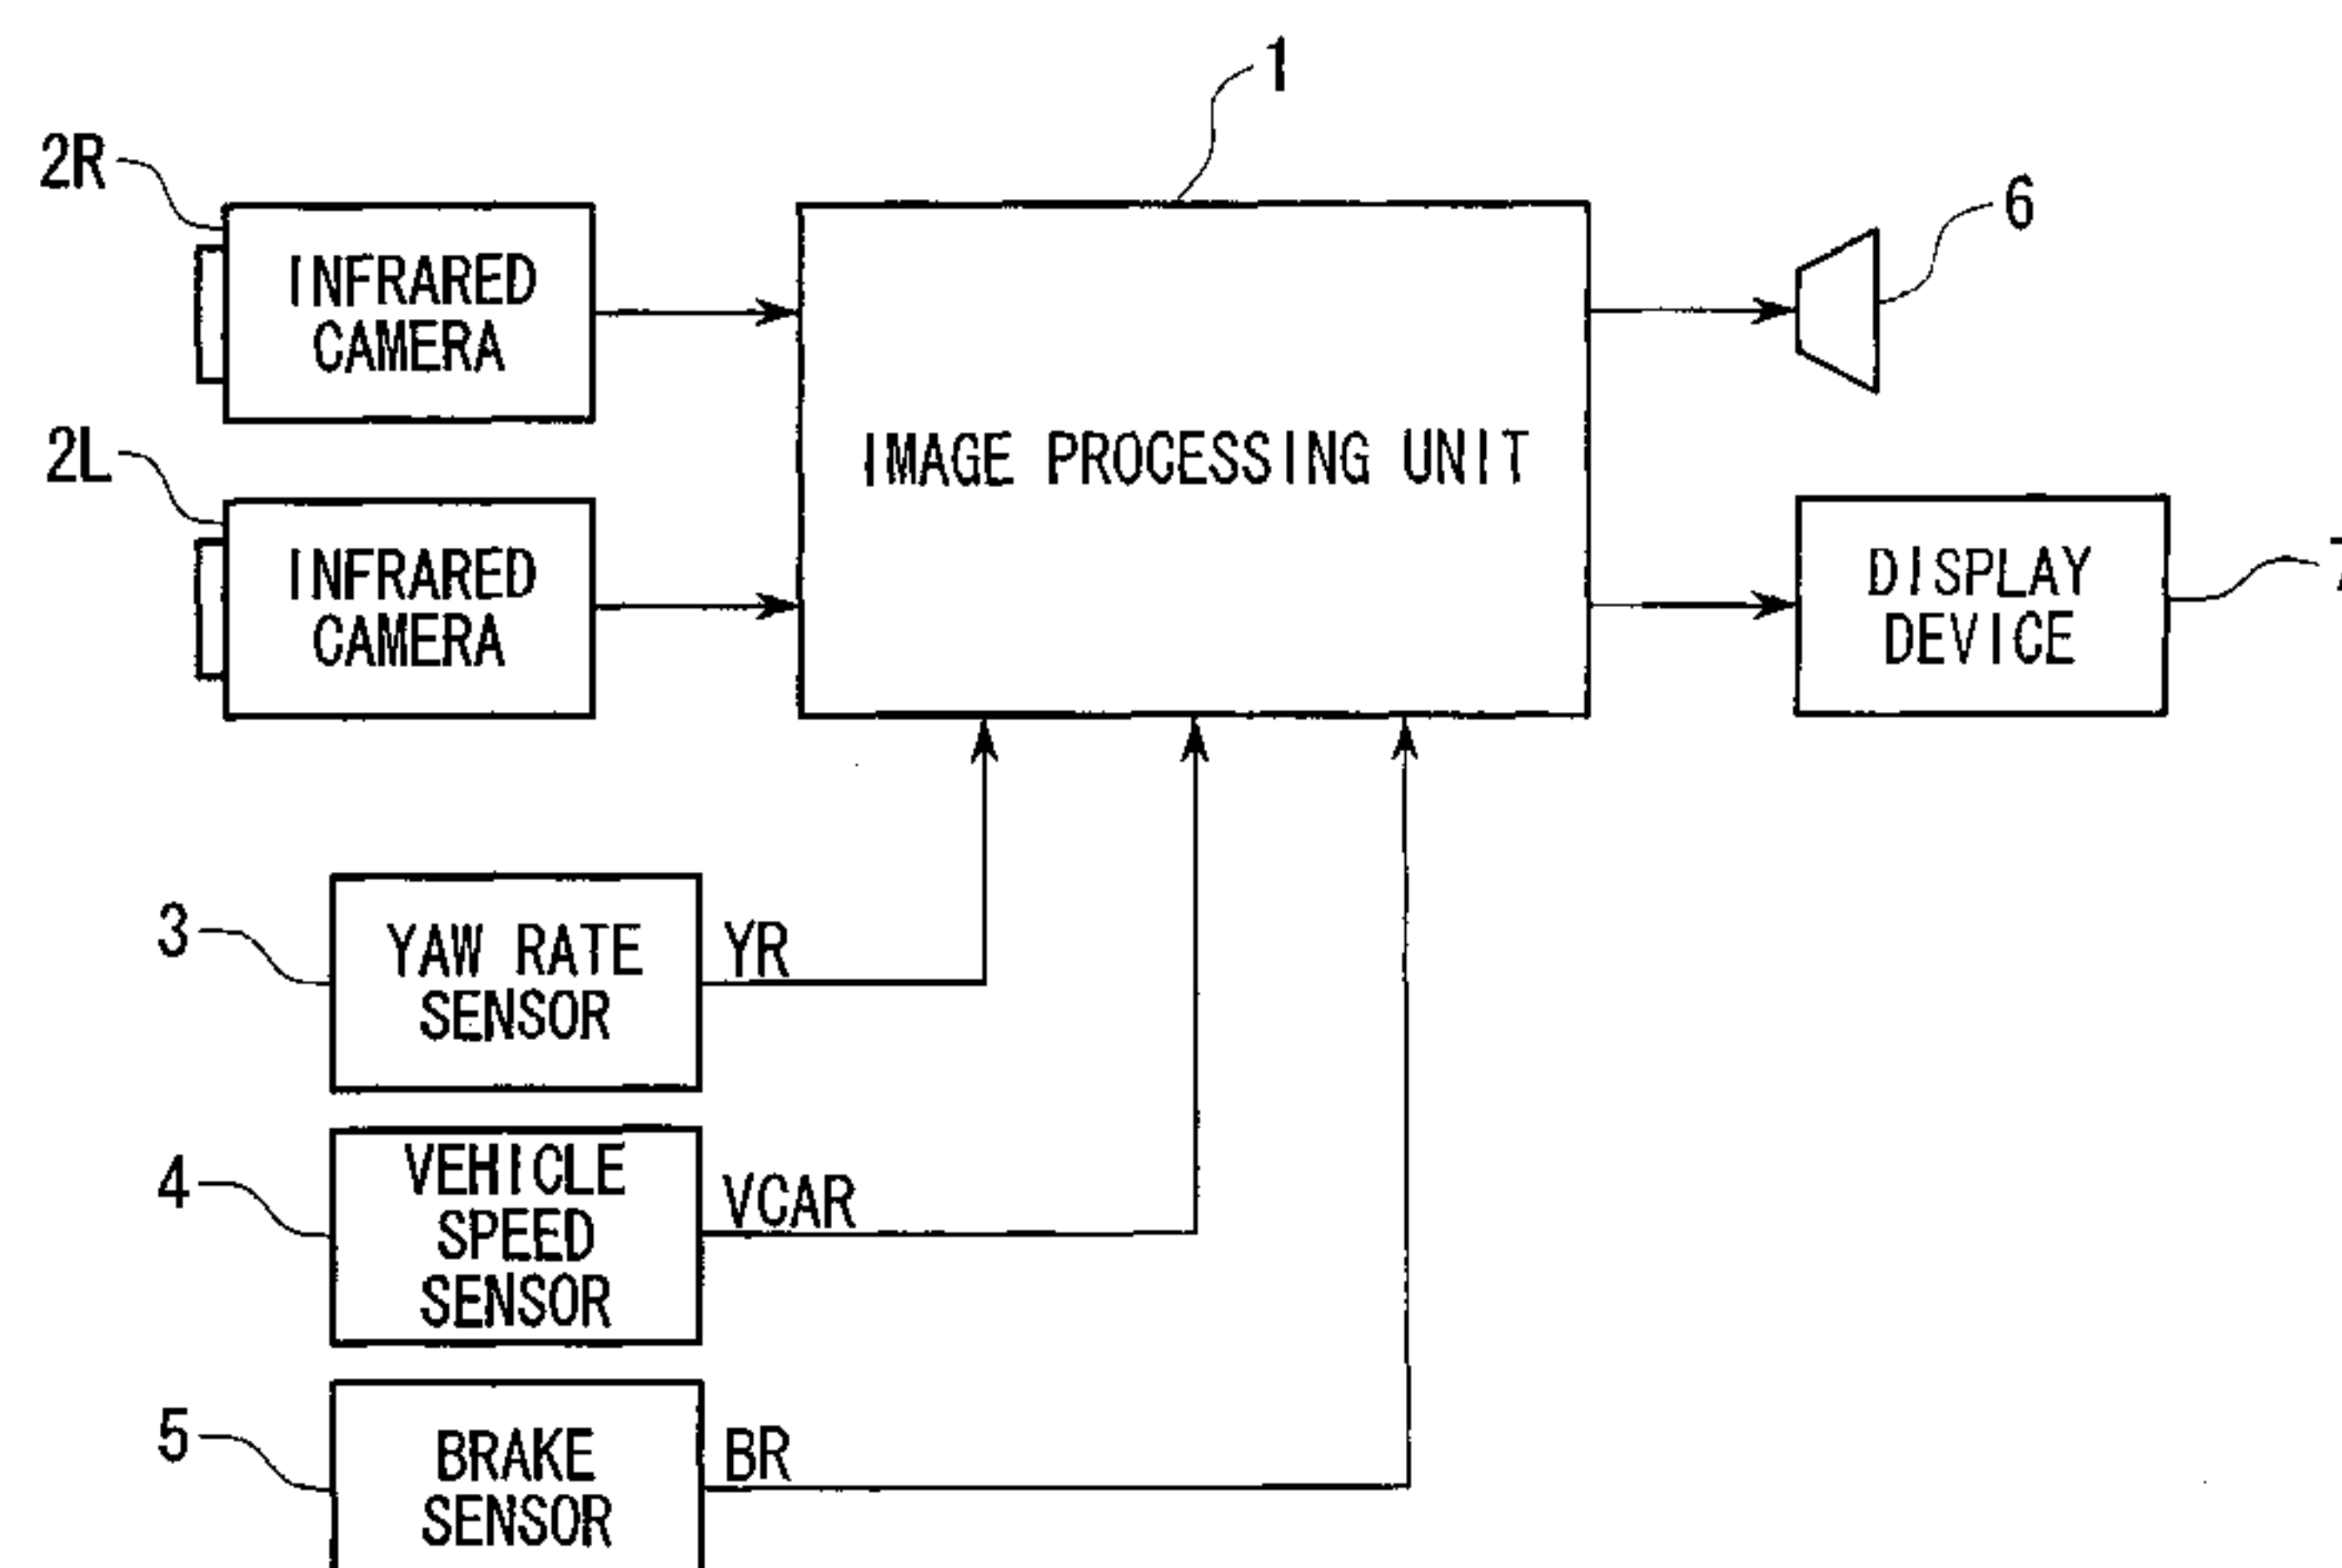 1
2R
6
INFRARED
CAMERA
2L
IMAGE PROCESSING UNIT
INFRARED
CAMERA
DISPLAY
DEVICE
3
YAW RATE
SENSOR
YR
4
VEHICLE
SPEED
SENSOR
VCAR
5
BRAKE
SENSOR
BR